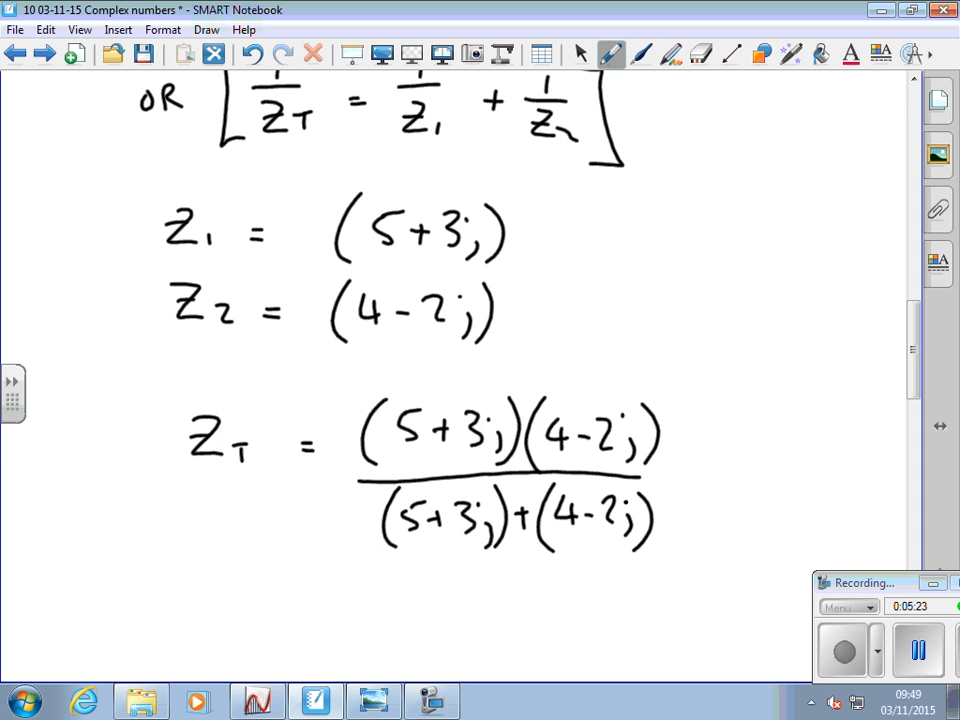 10 03-11-15 Complex numbers * - SMART Notebook
File Edit View Insert Format Draw Help
OR [ 1/ZT = 1/Z1 + 1/Z2 ]
Z1 = (5+3j)
Z2 = (4-2j)
ZT = (5+3j)(4-2j)
(5+3j)+(4-2j)
Recording...
Menu
0:05:23
09:49
03/11/2015